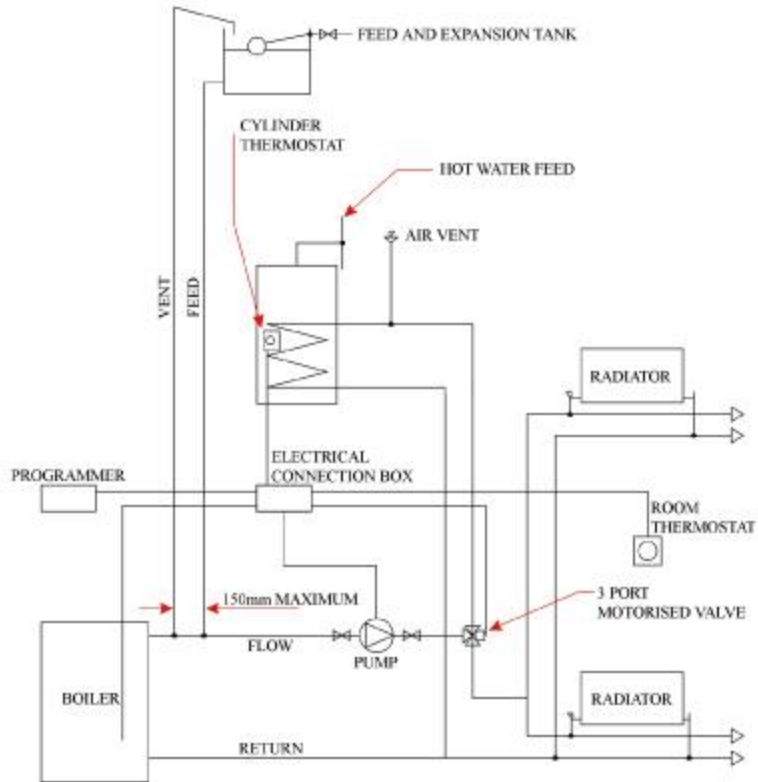 FEED AND EXPANSION TANK
CYLINDER
THERMOSTAT
HOT WATER FEED
AIR VENT
VENT
FEED
RADIATOR
PROGRAMMER
ELECTRICAL
CONNECTION BOX
ROOM
THERMOSTAT
150mm MAXIMUM
3 PORT
MOTORISED VALVE
FLOW
PUMP
BOILER
RADIATOR
RETURN